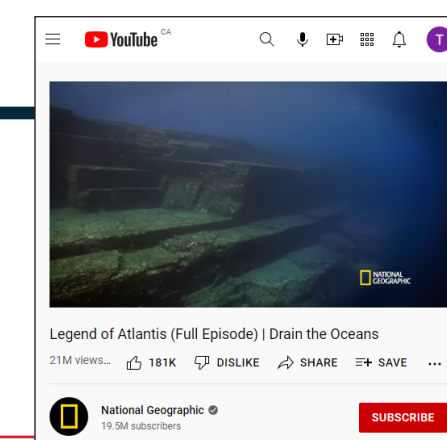 YouTube CA
T
NATIONAL
GEOGRAPHIC
Legend of Atlantis (Full Episode) | Drain the Oceans
21M views... 181K DISLIKE SHARE SAVE ...
National Geographic
19.5M subscribers
SUBSCRIBE